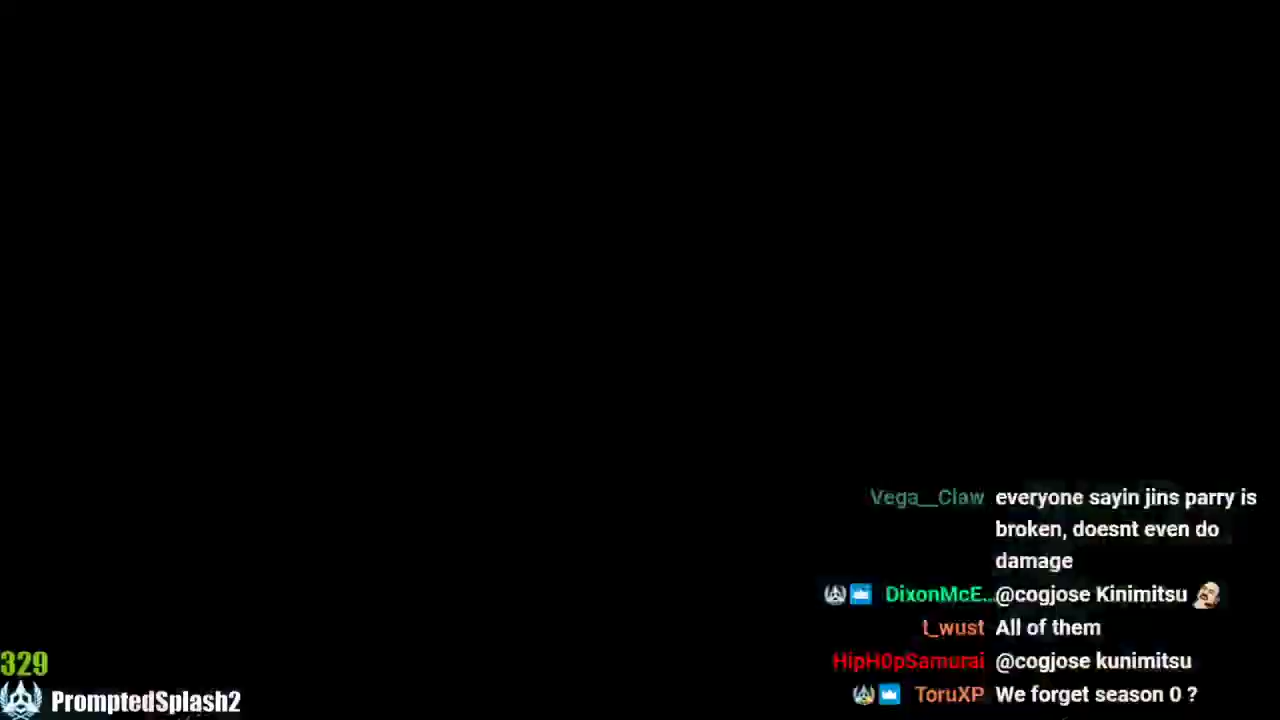 Vega__Claw everyone sayin jins parry is
broken, doesnt even do
damage
DixonMcE... @cogjose Kinimitsu
t_wust All of them
HipH0pSamurai @cogjose kunimitsu
ToruXP We forget season 0 ?
329
PromptedSplash2